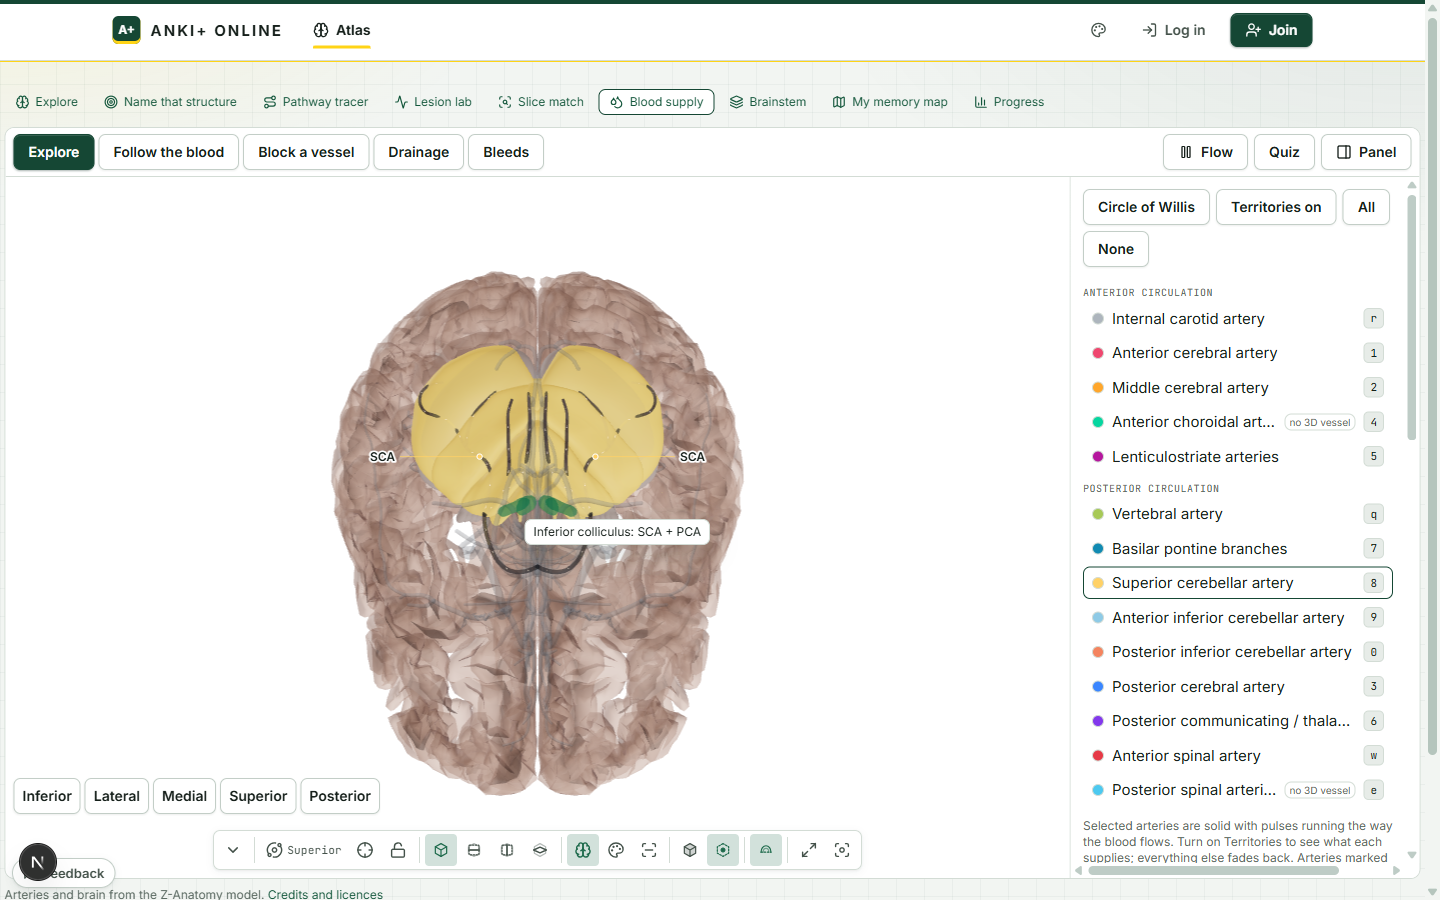 A+ ANKI+ ONLINE Atlas Log in Join
Explore Name that structure Pathway tracer Lesion lab Slice match Blood supply Brainstem My memory map Progress
Explore Follow the blood Block a vessel Drainage Bleeds Flow Quiz Panel
SCA SCA
Inferior colliculus: SCA + PCA
Inferior Lateral Medial Superior Posterior
Superior
Circle of Willis Territories on All
None
ANTERIOR CIRCULATION
Internal carotid artery r
Anterior cerebral artery 1
Middle cerebral artery 2
Anterior choroidal art... no 3D vessel 4
Lenticulostriate arteries 5
POSTERIOR CIRCULATION
Vertebral artery q
Basilar pontine branches 7
Superior cerebellar artery 8
Anterior inferior cerebellar artery 9
Posterior inferior cerebellar artery 0
Posterior cerebral artery 3
Posterior communicating / thala... 6
Anterior spinal artery w
Posterior spinal arteri... no 3D vessel e
Selected arteries are solid with pulses running the way
the blood flows. Turn on Territories to see what each
supplies; everything else fades back. Arteries marked
N eedback
Arteries and brain from the Z-Anatomy model. Credits and licences